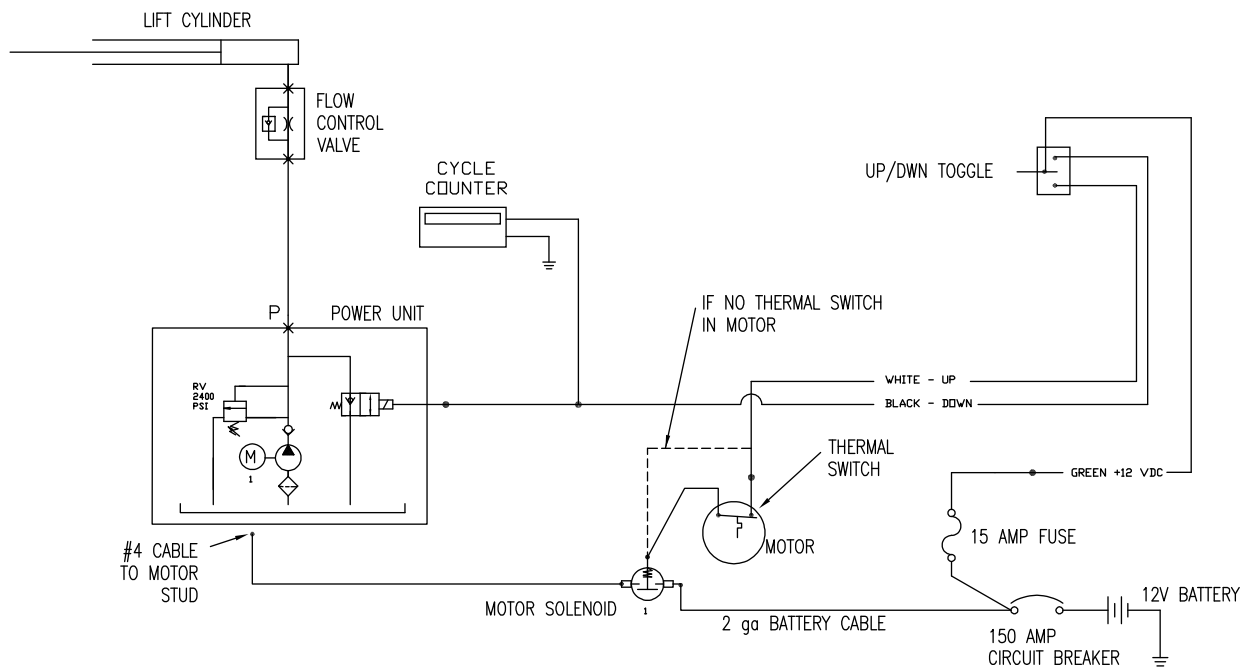 LIFT CYLINDER
FLOW
CONTROL
VALVE
CYCLE
COUNTER
UP/DWN TOGGLE
P
POWER UNIT
IF NO THERMAL SWITCH
IN MOTOR
RV
2400
PSI
WHITE - UP
BLACK - DOWN
M
1
THERMAL
SWITCH
GREEN +12 VDC
#4 CABLE
TO MOTOR
STUD
MOTOR
15 AMP FUSE
MOTOR SOLENOID
1
2 ga BATTERY CABLE
12V BATTERY
150 AMP
CIRCUIT BREAKER